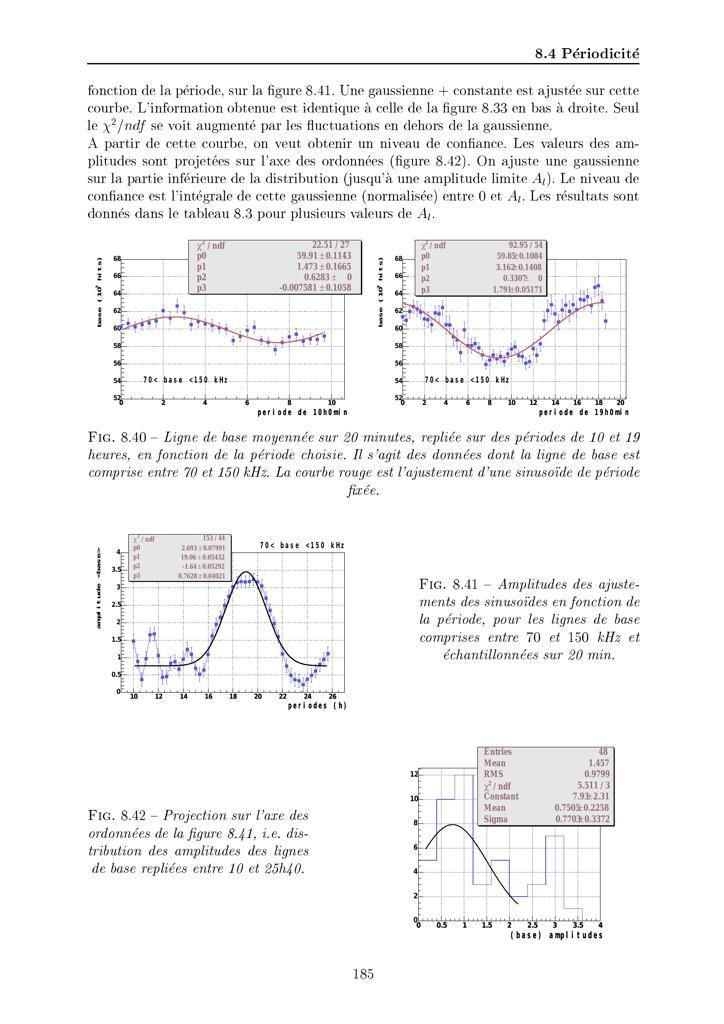 8.4 Périodicité
fonction de la période, sur la figure 8.41. Une gaussienne + constante est ajustée sur cette
courbe. L'information obtenue est identique à celle de la figure 8.33 en bas à droite. Seul
le χ²/ndf se voit augmenté par les fluctuations en dehors de la gaussienne.
A partir de cette courbe, on veut obtenir un niveau de confiance. Les valeurs des am-
plitudes sont projetées sur l'axe des ordonnées (figure 8.42). On ajuste une gaussienne
sur la partie inférieure de la distribution (jusqu'à une amplitude limite Al). Le niveau de
confiance est l'intégrale de cette gaussienne (normalisée) entre 0 et Al. Les résultats sont
donnés dans le tableau 8.3 pour plusieurs valeurs de Al.
χ² / ndf 22.51 / 27
p0 59.91 ± 0.1143
p1 1.473 ± 0.1665
p2 0.6283 ± 0
p3 -0.007581 ± 0.1058
base (10³ hits)
68
66
64
62
60
58
56
54
52
70< base <150 kHz
0 2 4 6 8 10
periode de 10h0min
χ² / ndf 92.95 / 54
p0 59.85± 0.1084
p1 3.162± 0.1408
p2 0.3307± 0
p3 1.791± 0.05171
base (10³ hits)
68
66
64
62
60
58
56
54
52
70< base <150 kHz
0 2 4 6 8 10 12 14 16 18 20
periode de 19h0min
FIG. 8.40 – Ligne de base moyennée sur 20 minutes, repliée sur des périodes de 10 et 19
heures, en fonction de la période choisie. Il s'agit des données dont la ligne de base est
comprise entre 70 et 150 kHz. La courbe rouge est l'ajustement d'une sinusoïde de période
fixée.
χ² / ndf 153 / 44
p0 2.693 ± 0.07991
p1 19.06 ± 0.05432
p2 -1.64 ± 0.05292
p3 0.7628 ± 0.04021
70< base <150 kHz
amplitude <base>
4
3.5
3
2.5
2
1.5
1
0.5
0
10 12 14 16 18 20 22 24 26
periodes (h)
FIG. 8.41 – Amplitudes des ajuste-
ments des sinusoïdes en fonction de
la période, pour les lignes de base
comprises entre 70 et 150 kHz et
échantillonnées sur 20 min.
FIG. 8.42 – Projection sur l'axe des
ordonnées de la figure 8.41, i.e. dis-
tribution des amplitudes des lignes
de base repliées entre 10 et 25h40.
Entries 48
Mean 1.457
RMS 0.9799
χ² / ndf 5.511 / 3
Constant 7.93± 2.31
Mean 0.7505± 0.2258
Sigma 0.7703± 0.3372
12
10
8
6
4
2
0
0 0.5 1 1.5 2 2.5 3 3.5 4
(base) amplitudes
185